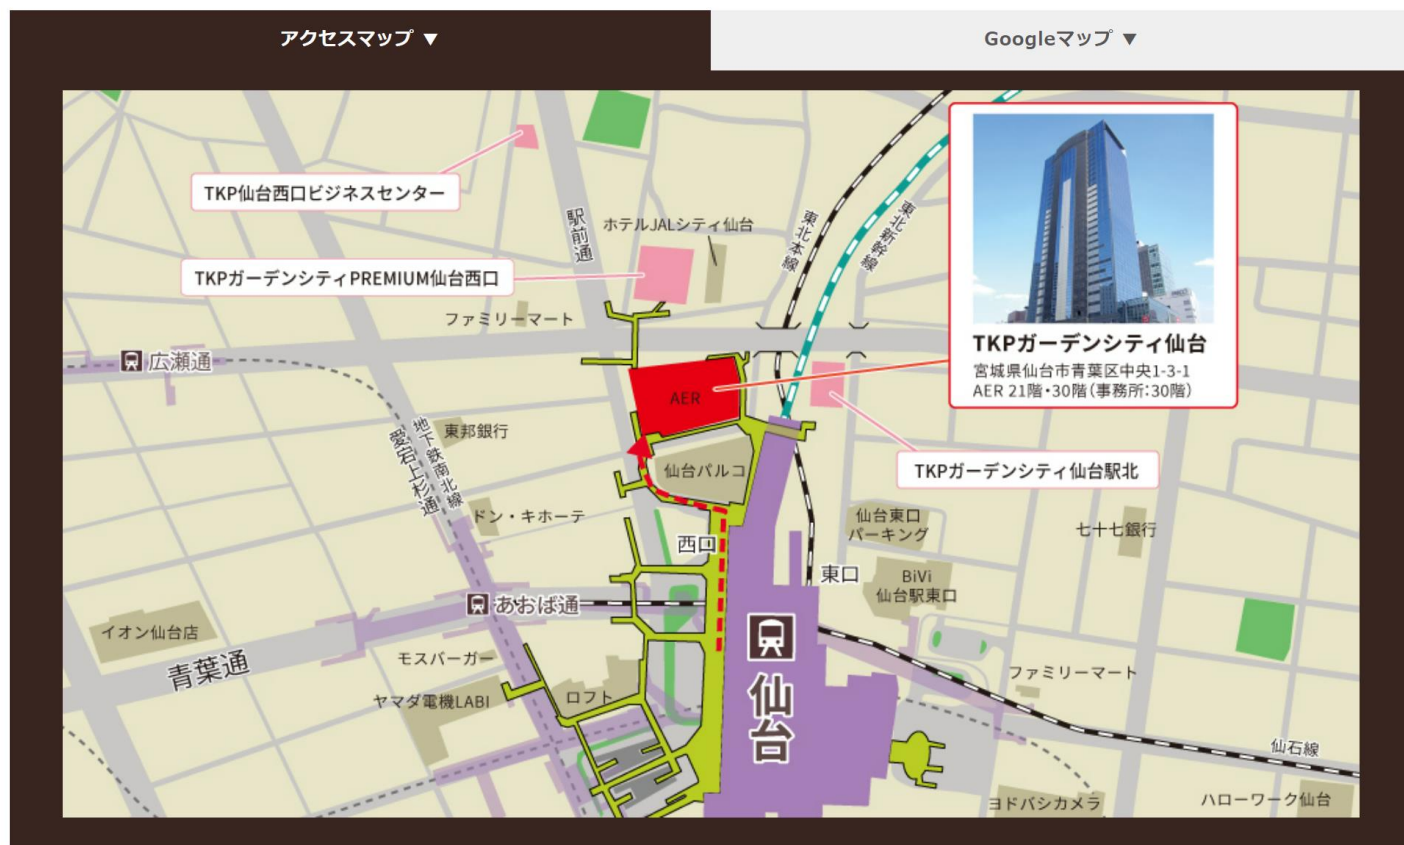 アクセスマップ ▼
Googleマップ ▼
TKP仙台西口ビジネスセンター
駅前通
ホテルJALシティ仙台
東北本線
東北新幹線
TKPガーデンシティPREMIUM仙台西口
ファミリーマート
TKPガーデンシティ仙台
宮城県仙台市青葉区中央1-3-1
AER 21階・30階（事務所：30階）
広瀬通
AER
地下鉄南北線
愛宕上杉通
東邦銀行
仙台パルコ
TKPガーデンシティ仙台駅北
ドン・キホーテ
西口
仙台東口
パーキング
七十七銀行
東口
BiVi
仙台駅東口
あおば通
イオン仙台店
青葉通
モスバーガー
ヤマダ電機LABI
ロフト
仙台
ファミリーマート
仙石線
ヨドバシカメラ
ハローワーク仙台